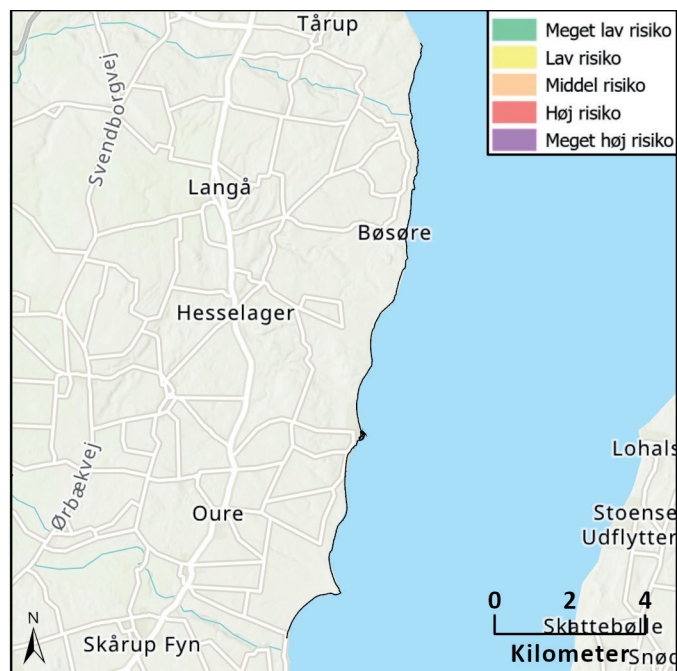 Tårup
Meget lav risiko
Lav risiko
Middel risiko
Høj risiko
Meget høj risiko
Svendborgvej
Langå
Bøsøre
Hesselager
Lohals
Ørbækvej
Oure
Stoense
Udflytter
0 2 4
Kilometer
N
Skårup Fyn
Skattebølle
Snød